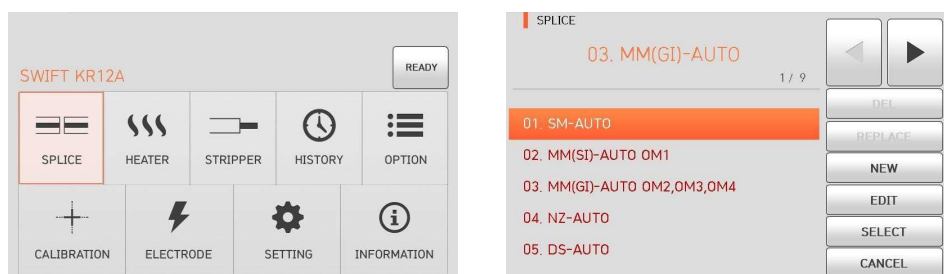 SWIFT KR12A
READY
SPLICE
HEATER
STRIPPER
HISTORY
OPTION
CALIBRATION
ELECTRODE
SETTING
INFORMATION
SPLICE
03. MM(GI)-AUTO
1 / 9
01. SM-AUTO
02. MM(SI)-AUTO OM1
03. MM(GI)-AUTO OM2,OM3,OM4
04. NZ-AUTO
05. DS-AUTO
DEL
REPLACE
NEW
EDIT
SELECT
CANCEL